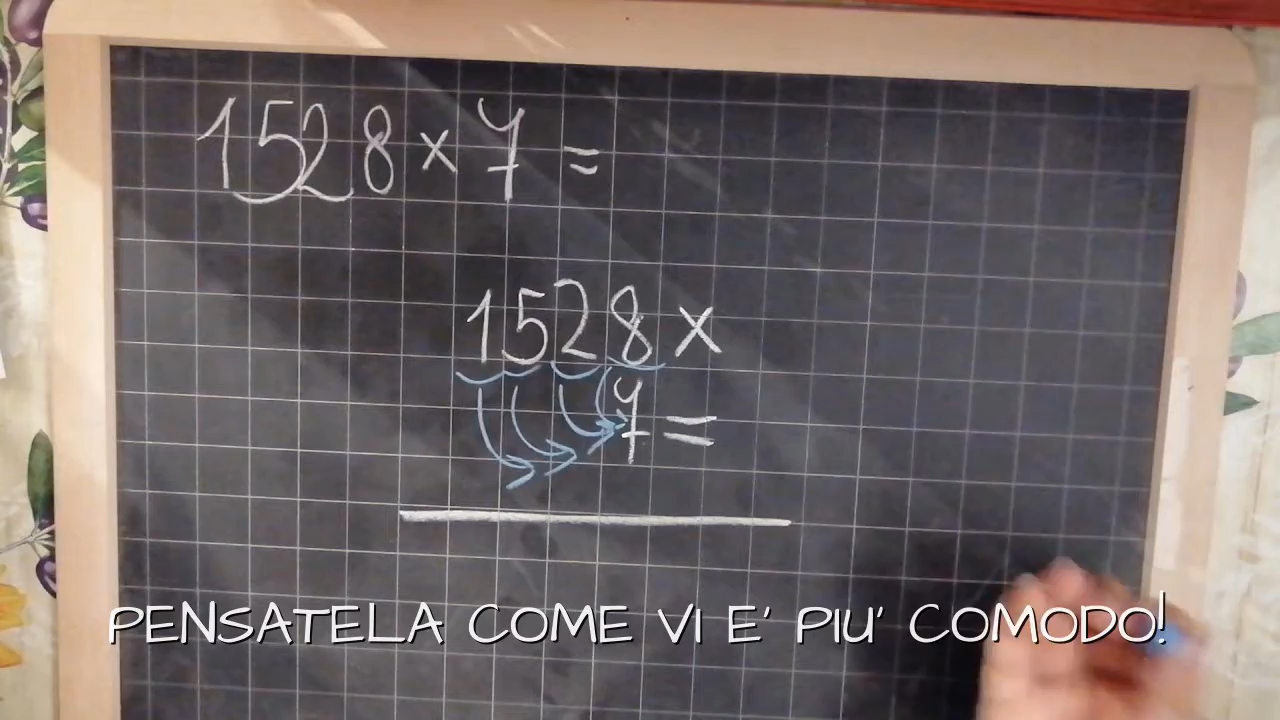 1528 × 7 =
1528 ×
7 =
PENSATELA COME VI E' PIU' COMODO!